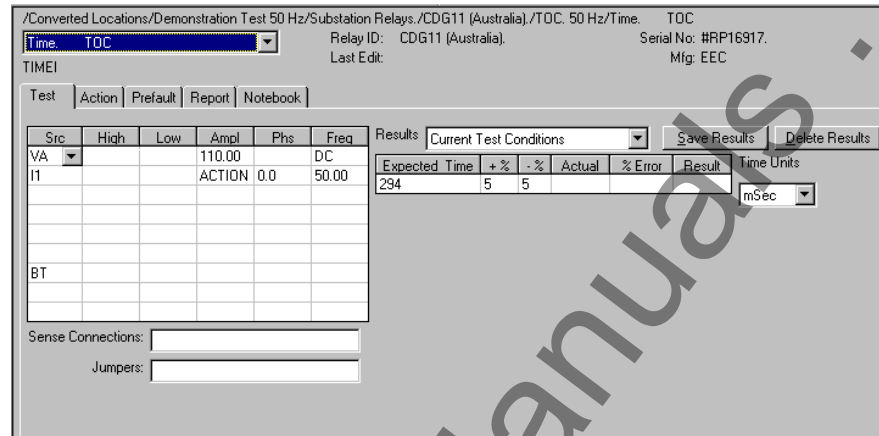 /Converted Locations/Demonstration Test 50 Hz/Substation Relays./CDG11 (Australia)./TOC. 50 Hz/Time. TOC
Time. TOC
Relay ID: CDG11 (Australia).
Serial No: #RP16917.
TIMEI
Last Edit:
Mfg: EEC
Test Action Prefault Report Notebook
Results Current Test Conditions Save Results Delete Results
Src High Low Ampl Phs Freq
VA 110.00 DC
I1 ACTION 0.0 50.00
BT
Expected Time + % - % Actual % Error Result Time Units
294 5 5 mSec
Sense Connections:
Jumpers:
anuals .